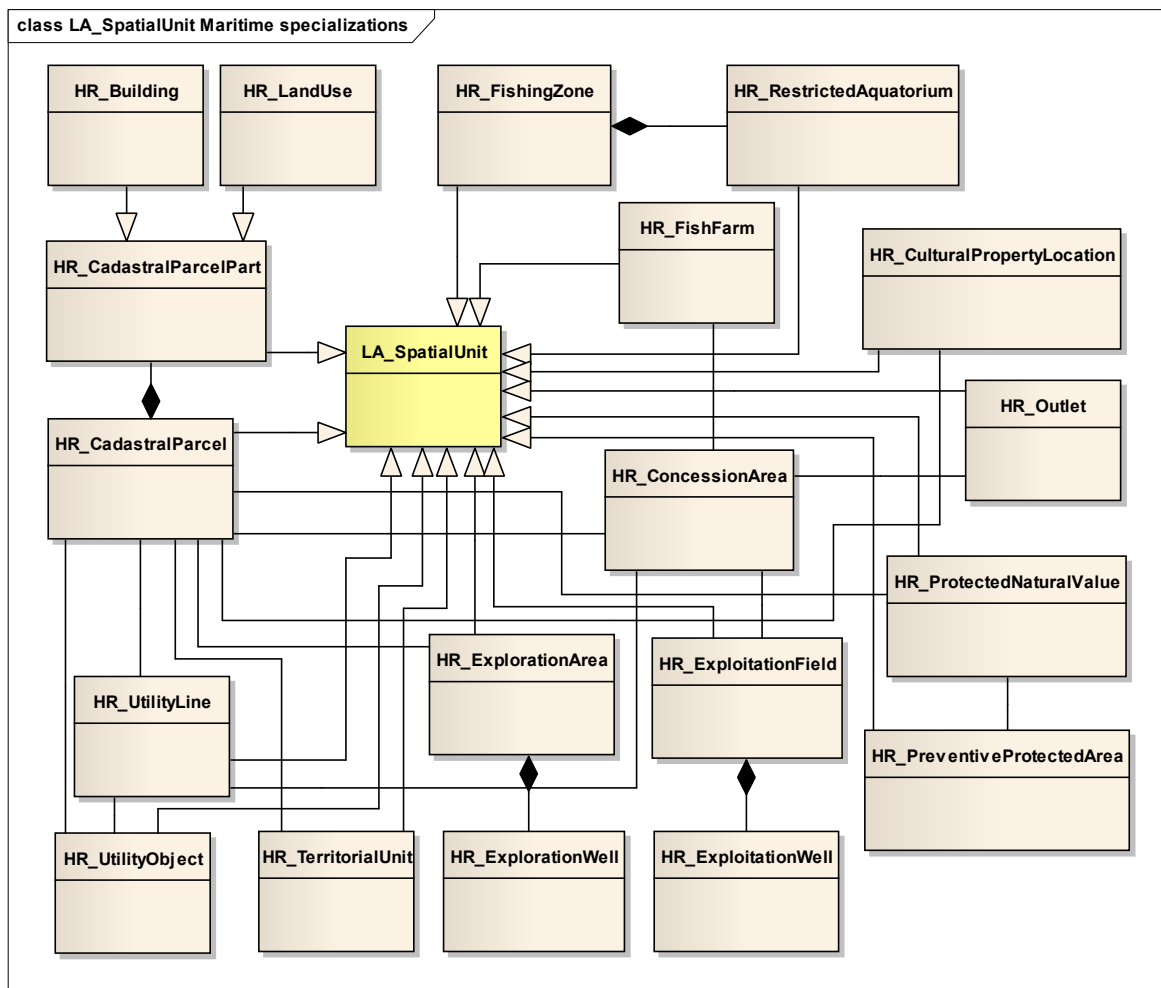 class LA_SpatialUnit Maritime specializations
HR_Building
HR_LandUse
HR_FishingZone
HR_RestrictedAquatorium
HR_FishFarm
HR_CadastralParcelPart
HR_CulturalPropertyLocation
LA_SpatialUnit
HR_Outlet
HR_CadastralParcel
HR_ConcessionArea
HR_ProtectedNaturalValue
HR_ExplorationArea
HR_ExploitationField
HR_UtilityLine
HR_PreventiveProtectedArea
HR_UtilityObject
HR_TerritorialUnit
HR_ExplorationWell
HR_ExploitationWell